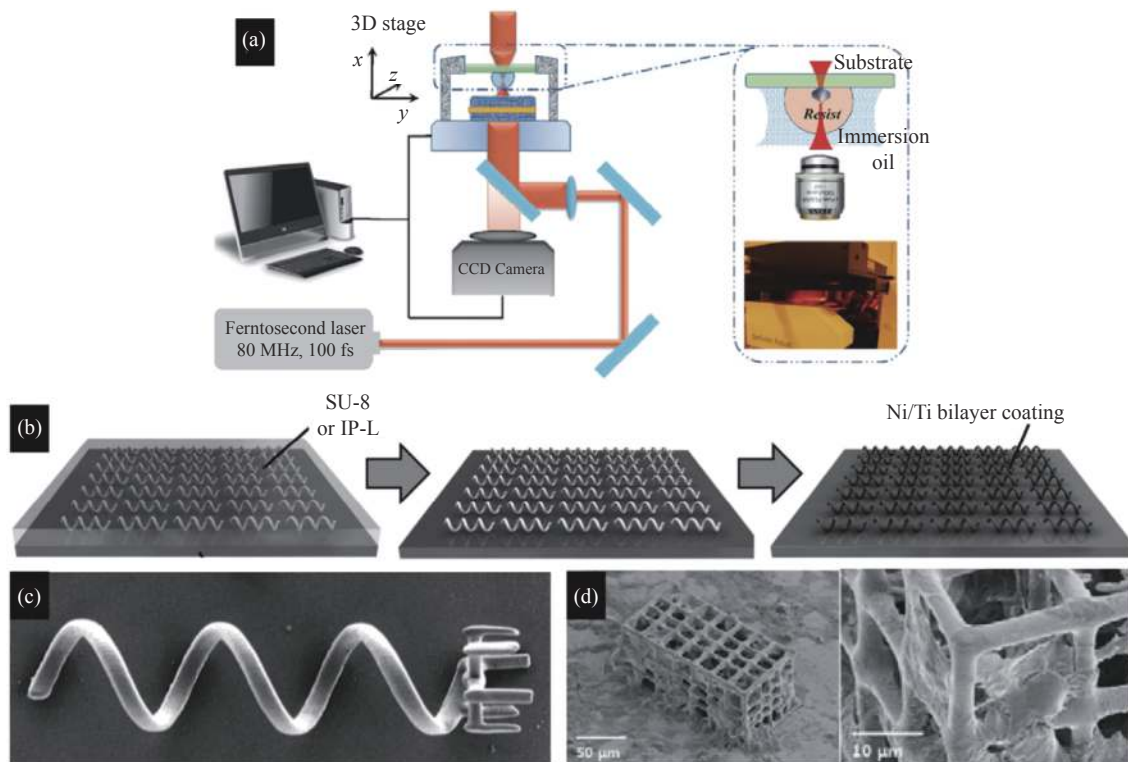 (a)
3D stage
x
z
y
Substrate
Resist
Immersion
oil
CCD Camera
Ferntosecond laser
80 MHz, 100 fs
(b)
SU-8
or IP-L
Ni/Ti bilayer coating
(c)
(d)
50 μm
10 μm